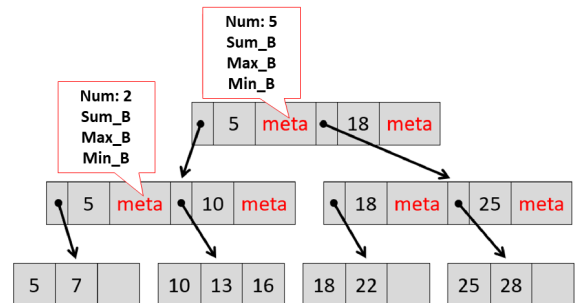 Num: 5
Sum_B
Max_B
Min_B
Num: 2
Sum_B
Max_B
Min_B
5 meta 18 meta
5 meta 10 meta 18 meta 25 meta
5 7 10 13 16 18 22 25 28